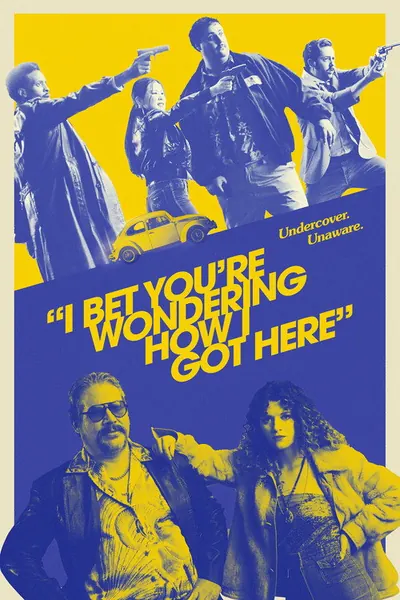 Undercover.
Unaware.
“I BET YOU’RE
WONDERING
HOW I
GOT HERE”